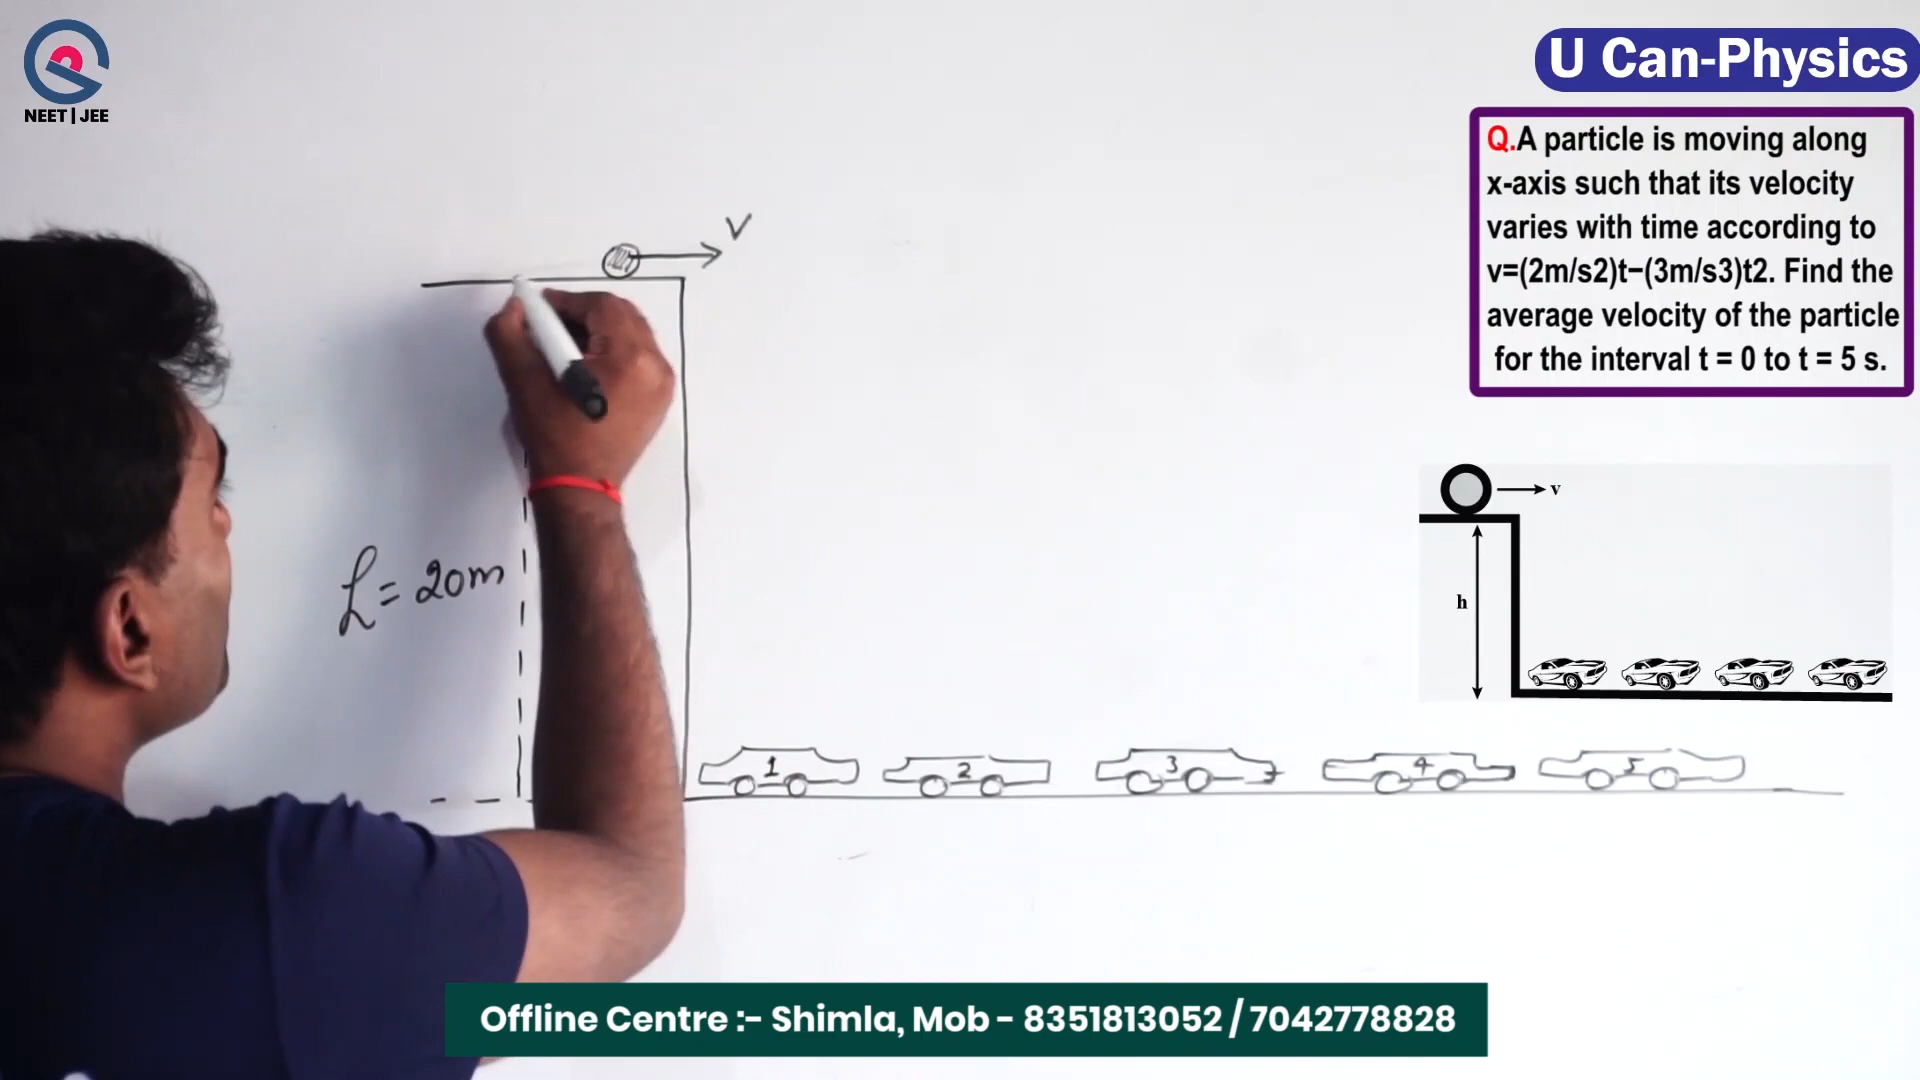 NEET | JEE
U Can-Physics
Q.A particle is moving along
x-axis such that its velocity
varies with time according to
v=(2m/s2)t−(3m/s3)t2. Find the
average velocity of the particle
for the interval t = 0 to t = 5 s.
V
v
h
= 20m
1 2 3 4 5
Offline Centre :- Shimla, Mob - 8351813052 / 7042778828